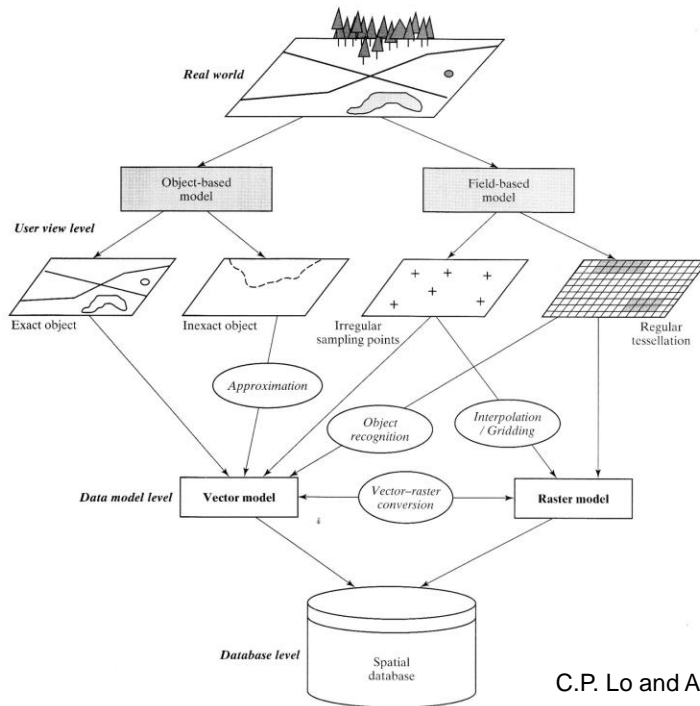 Real world
Object-based
model
Field-based
model
User view level
Exact object
Inexact object
Irregular
sampling points
Regular
tessellation
Approximation
Object
recognition
Interpolation
/ Gridding
Data model level
Vector model
Vector–raster
conversion
Raster model
Database level
Spatial
database
C.P. Lo and A